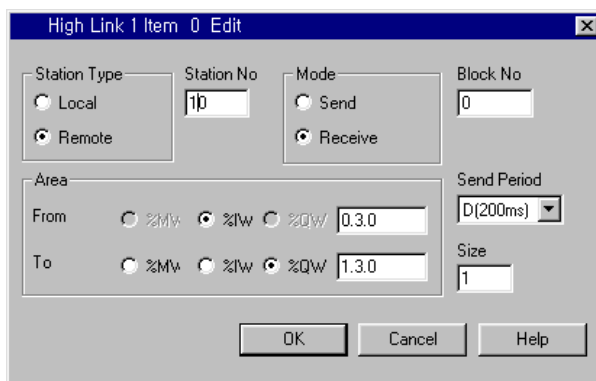 High Link 1 Item 0 Edit
Station Type
Local
Remote
Station No
10
Mode
Send
Receive
Block No
0
Area
From %MW %IW %QW 0.3.0
To %MW %IW %QW 1.3.0
Send Period
D(200ms)
Size
1
OK Cancel Help